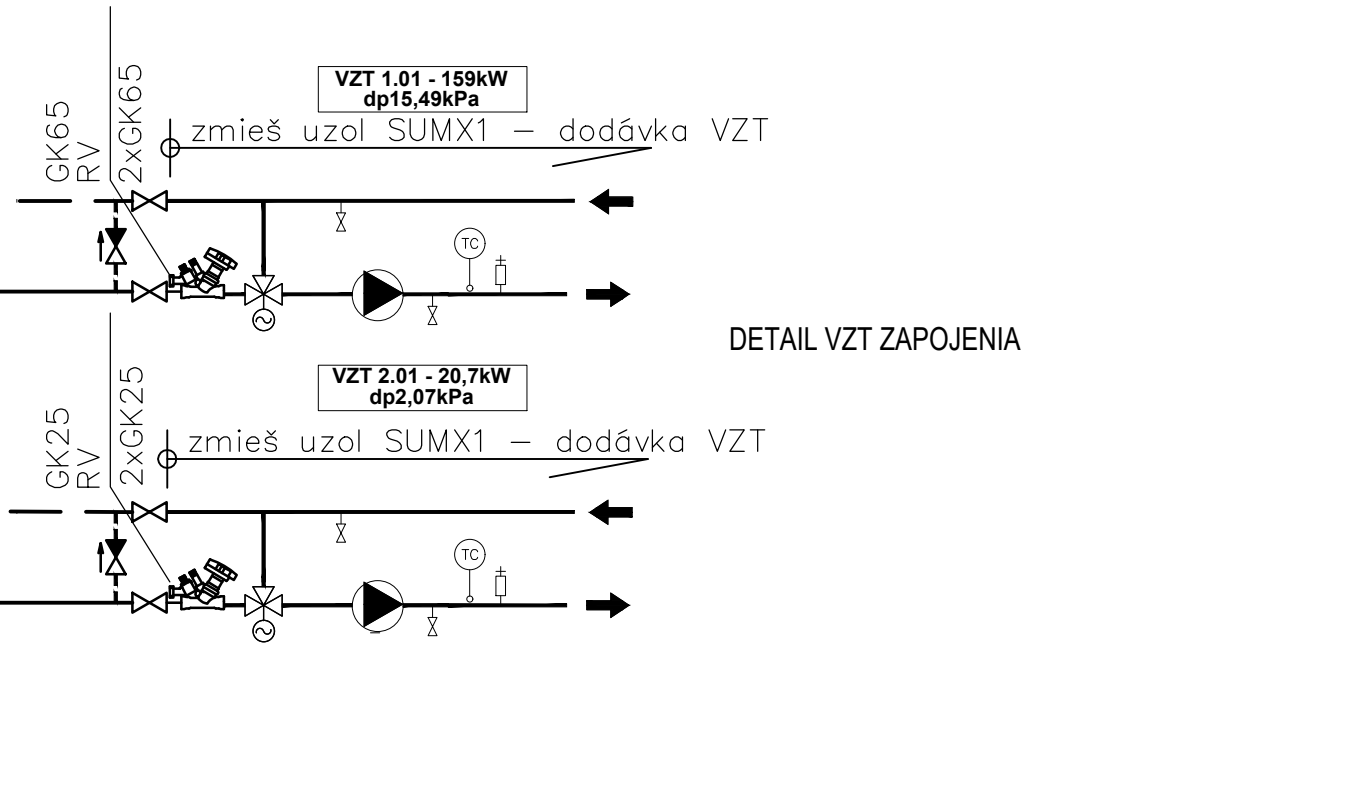 GK65
RV
2xGK65
VZT 1.01 - 159kW
dp15,49kPa
zmieš uzol SUMX1 – dodávka VZT
TC
DETAIL VZT ZAPOJENIA
GK25
RV
2xGK25
VZT 2.01 - 20,7kW
dp2,07kPa
zmieš uzol SUMX1 – dodávka VZT
TC